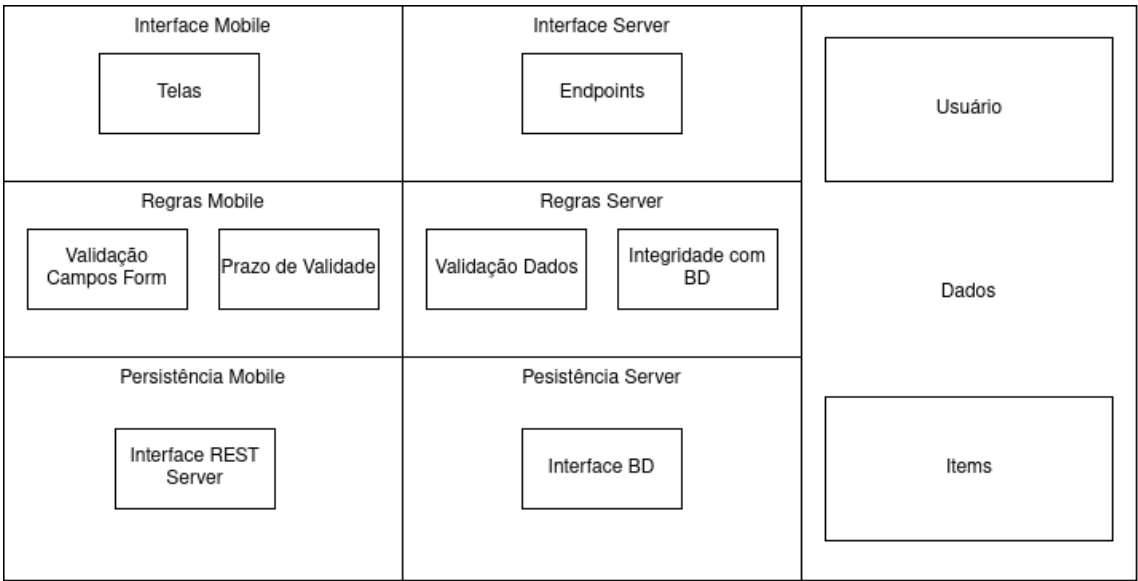 Interface Mobile
Telas
Interface Server
Endpoints
Usuário
Regras Mobile
Validação
Campos Form
Prazo de Validade
Regras Server
Validação Dados
Integridade com
BD
Dados
Persistência Mobile
Interface REST
Server
Pesistência Server
Interface BD
Items